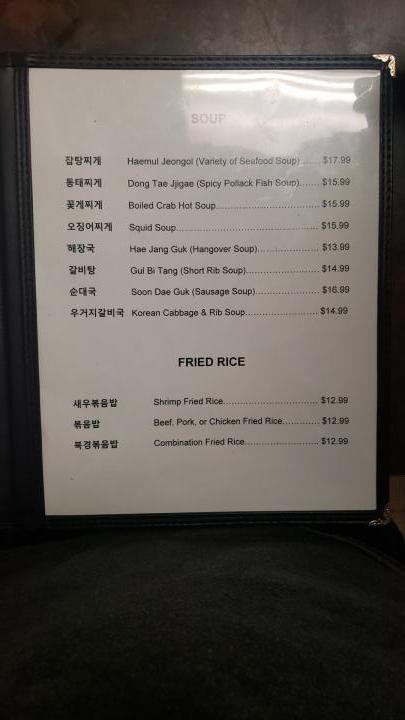 SOUP
잡탕찌게 Haemul Jeongol (Variety of Seafood Soup)...... $17.99
동태찌게 Dong Tae Jjigae (Spicy Pollack Fish Soup)....... $15.99
꽃게찌게 Boiled Crab Hot Soup.................................. $15.99
오징어찌게 Squid Soup.............................................. $15.99
해장국 Hae Jang Guk (Hangover Soup)..................... $13.99
갈비탕 Gul Bi Tang (Short Rib Soup)........................ $14.99
순대국 Soon Dae Guk (Sausage Soup)..................... $16.99
우거지갈비국 Korean Cabbage & Rib Soup........................ $14.99
FRIED RICE
새우볶음밥 Shrimp Fried Rice................................ $12.99
볶음밥 Beef, Pork, or Chicken Fried Rice............. $12.99
북경볶음밥 Combination Fried Rice......................... $12.99